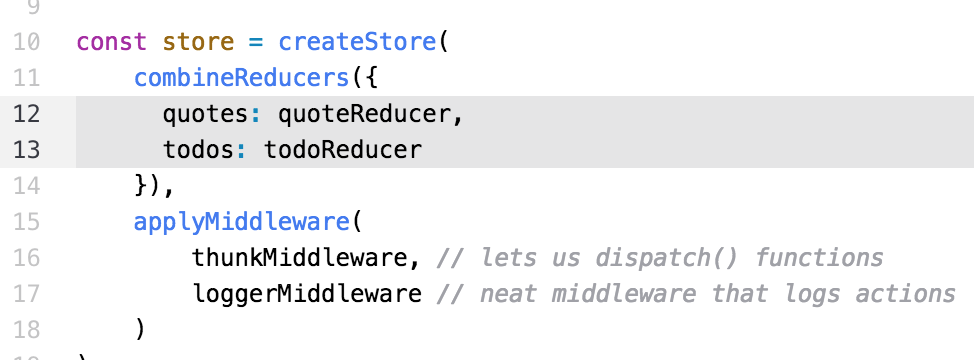 9
10 const store = createStore(
11 combineReducers({
12 quotes: quoteReducer,
13 todos: todoReducer
14 }),
15 applyMiddleware(
16 thunkMiddleware, // lets us dispatch() functions
17 loggerMiddleware // neat middleware that logs actions
18 )
19 )